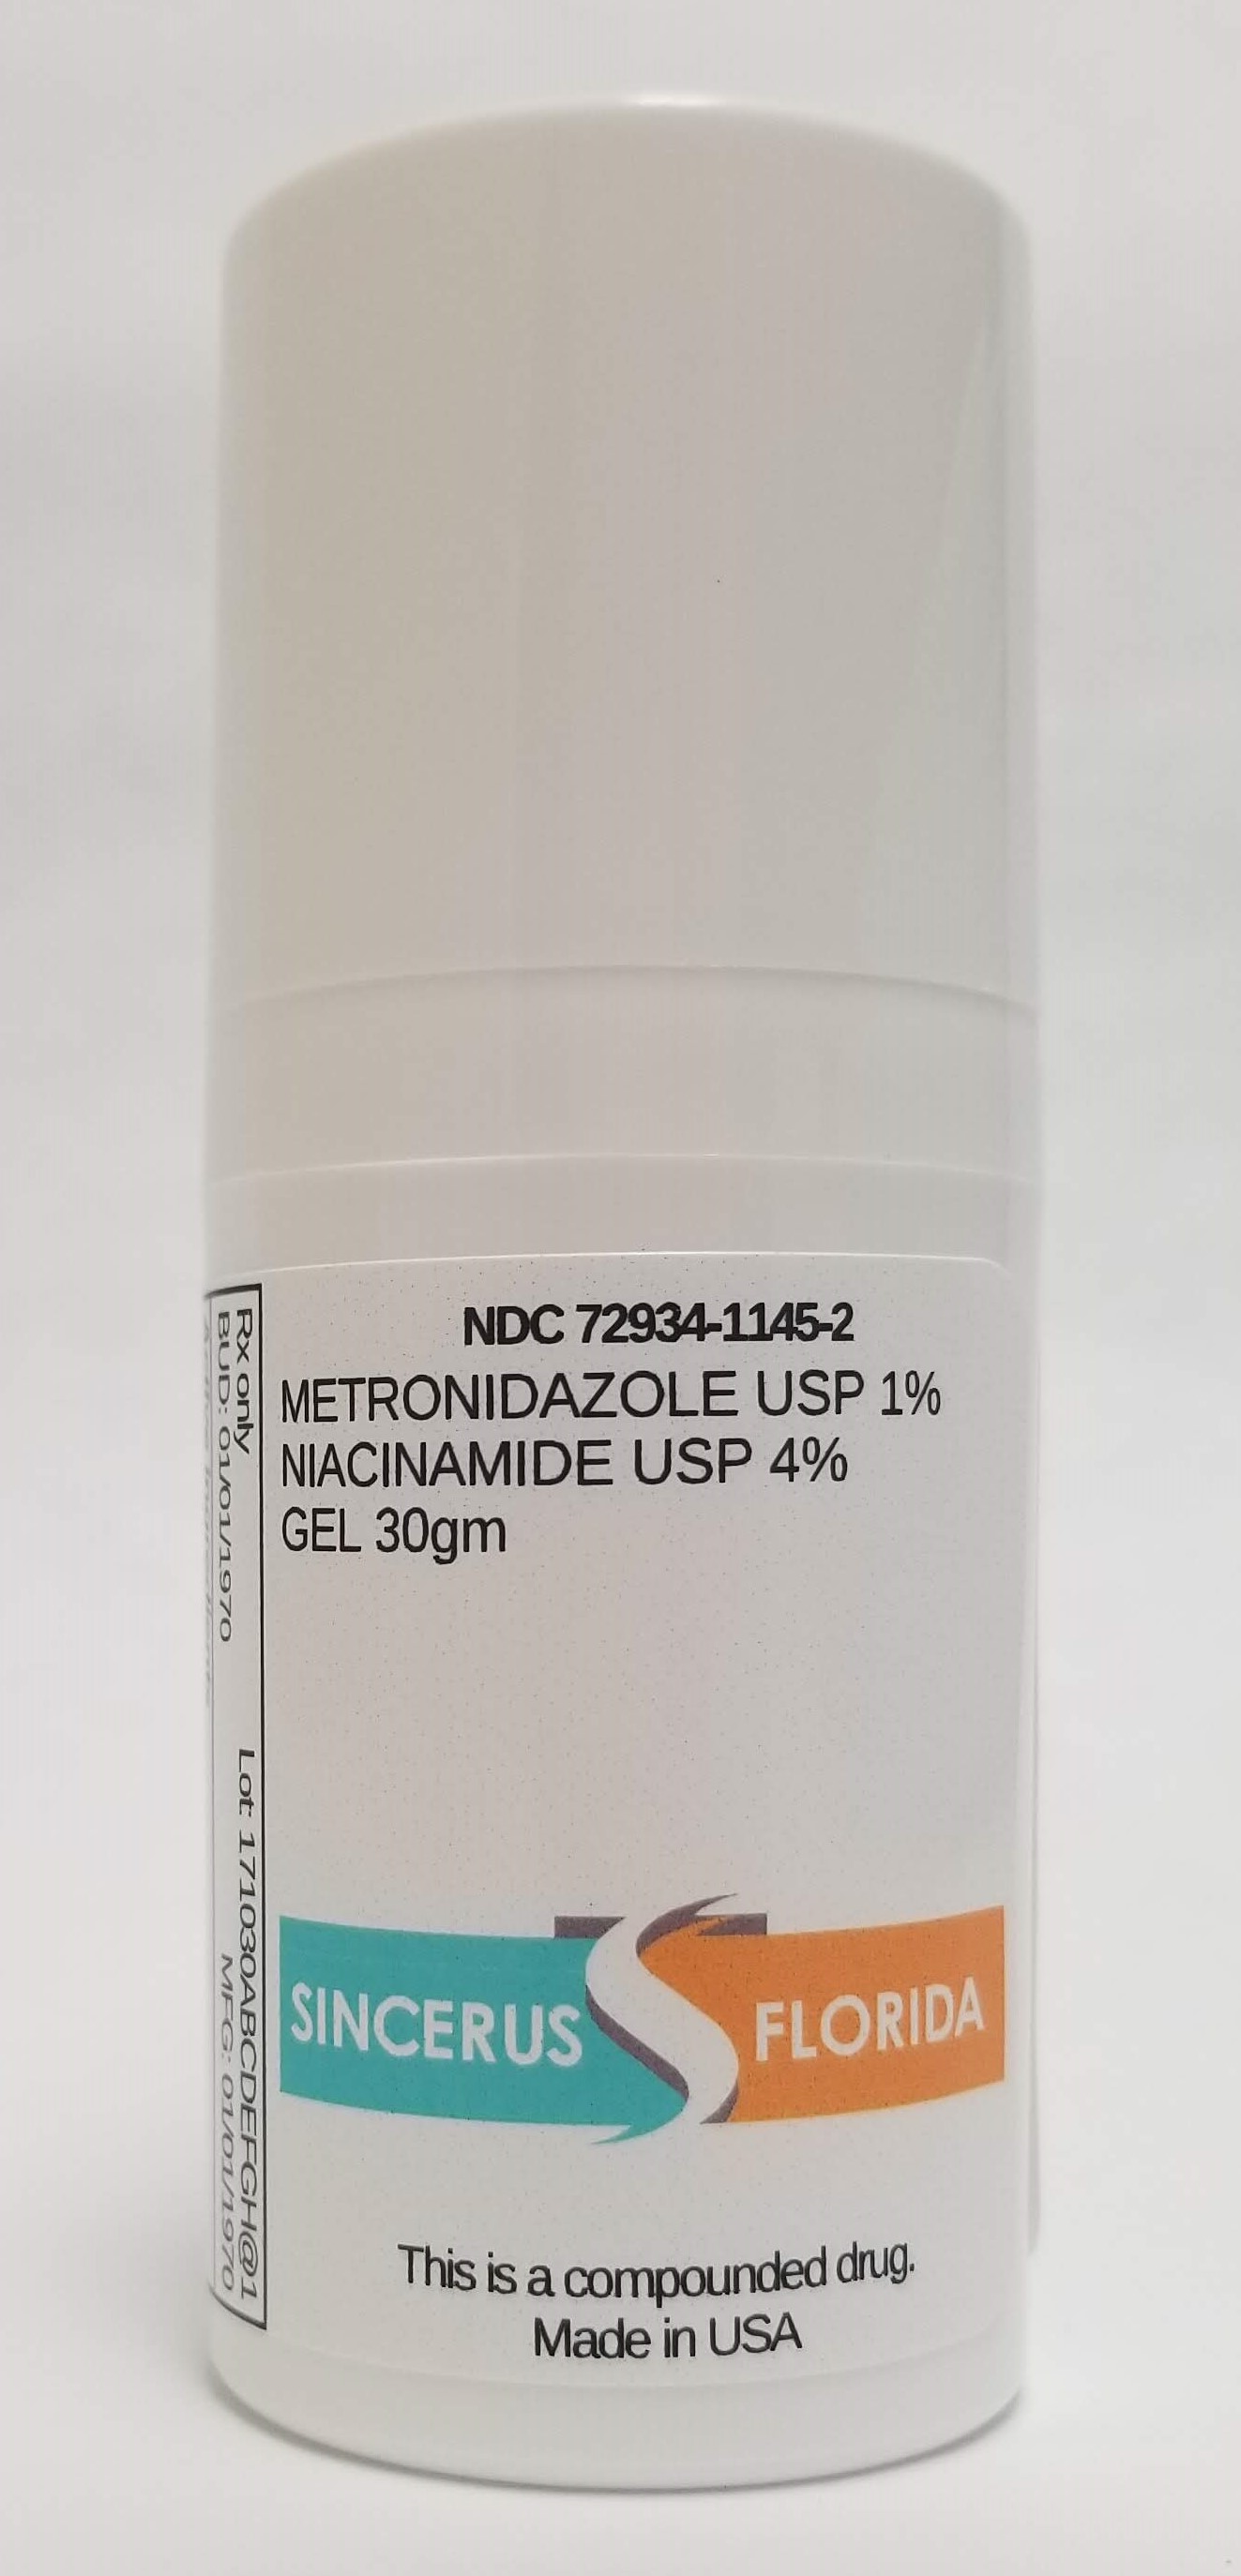 NDC 72934-1145-2
METRONIDAZOLE USP 1%
NIACINAMIDE USP 4%
GEL 30gm
SINCERUS FLORIDA
This is a compounded drug.
Made in USA
Rx only Lot: 171030ABCDEFGH@1
BUD: 01/01/1970 MFG: 01/01/1970